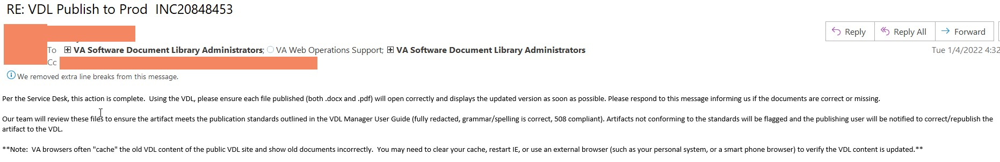 RE: VDL Publish to Prod INC20848453
Reply Reply All Forward
To VA Software Document Library Administrators; VA Web Operations Support; VA Software Document Library Administrators
Tue 1/4/2022 4:32
Cc
We removed extra line breaks from this message.
Per the Service Desk, this action is complete. Using the VDL, please ensure each file published (both .docx and .pdf) will open correctly and displays the updated version as soon as possible. Please respond to this message informing us if the documents are correct or missing.
Our team will review these files to ensure the artifact meets the publication standards outlined in the VDL Manager User Guide (fully redacted, grammar/spelling is correct, 508 compliant). Artifacts not conforming to the standards will be flagged and the publishing user will be notified to correct/republish the
artifact to the VDL.
**Note: VA browsers often "cache" the old VDL content of the public VDL site and show old documents incorrectly. You may need to clear your cache, restart IE, or use an external browser (such as your personal system, or a smart phone browser) to verify the VDL content is updated.**